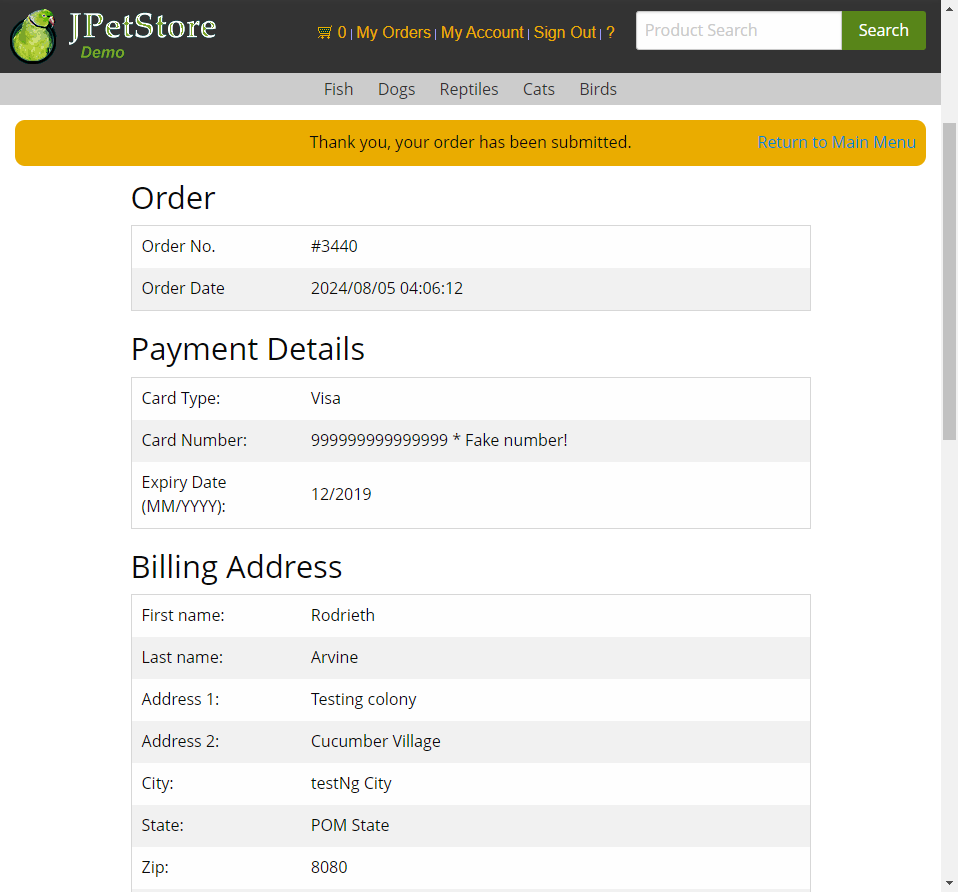 JPetStore
Demo
0 | My Orders | My Account | Sign Out | ?
Product Search
Search
Fish Dogs Reptiles Cats Birds
Thank you, your order has been submitted. Return to Main Menu
Order
Order No. #3440
Order Date 2024/08/05 04:06:12
Payment Details
Card Type: Visa
Card Number: 999999999999999 * Fake number!
Expiry Date
(MM/YYYY): 12/2019
Billing Address
First name: Rodrieth
Last name: Arvine
Address 1: Testing colony
Address 2: Cucumber Village
City: testNg City
State: POM State
Zip: 8080